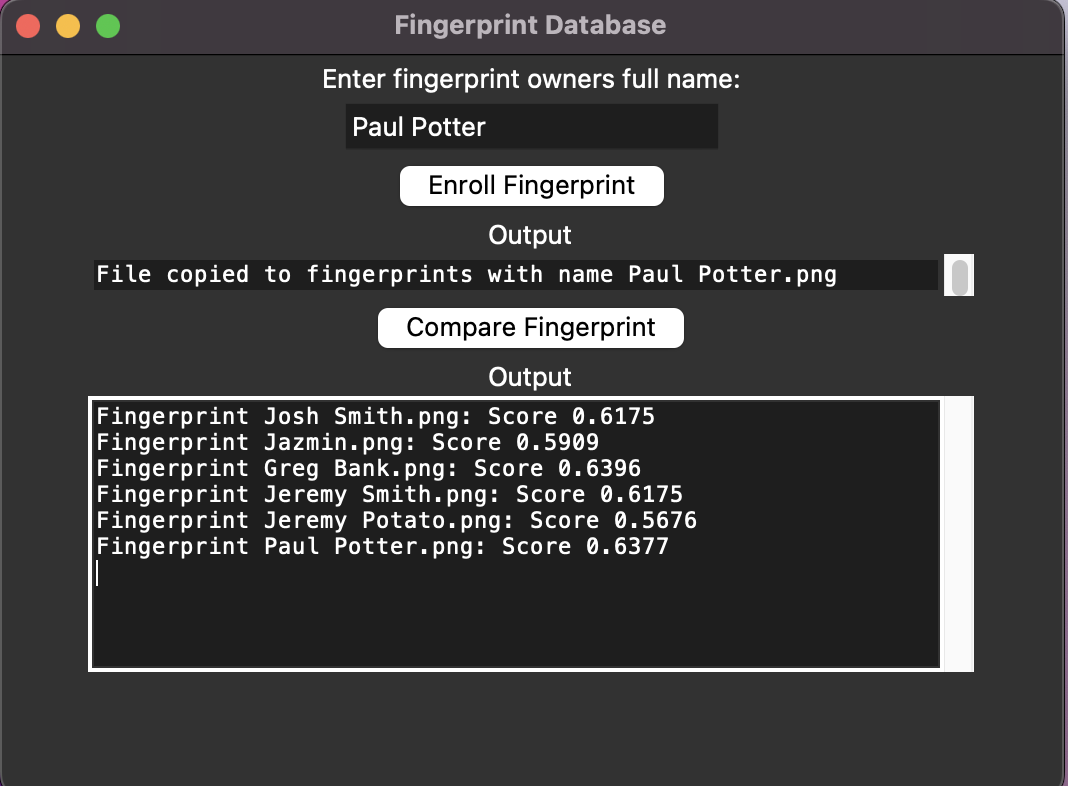 Fingerprint Database
Enter fingerprint owners full name:
Paul Potter
Enroll Fingerprint
Output
File copied to fingerprints with name Paul Potter.png
Compare Fingerprint
Output
Fingerprint Josh Smith.png: Score 0.6175
Fingerprint Jazmin.png: Score 0.5909
Fingerprint Greg Bank.png: Score 0.6396
Fingerprint Jeremy Smith.png: Score 0.6175
Fingerprint Jeremy Potato.png: Score 0.5676
Fingerprint Paul Potter.png: Score 0.6377